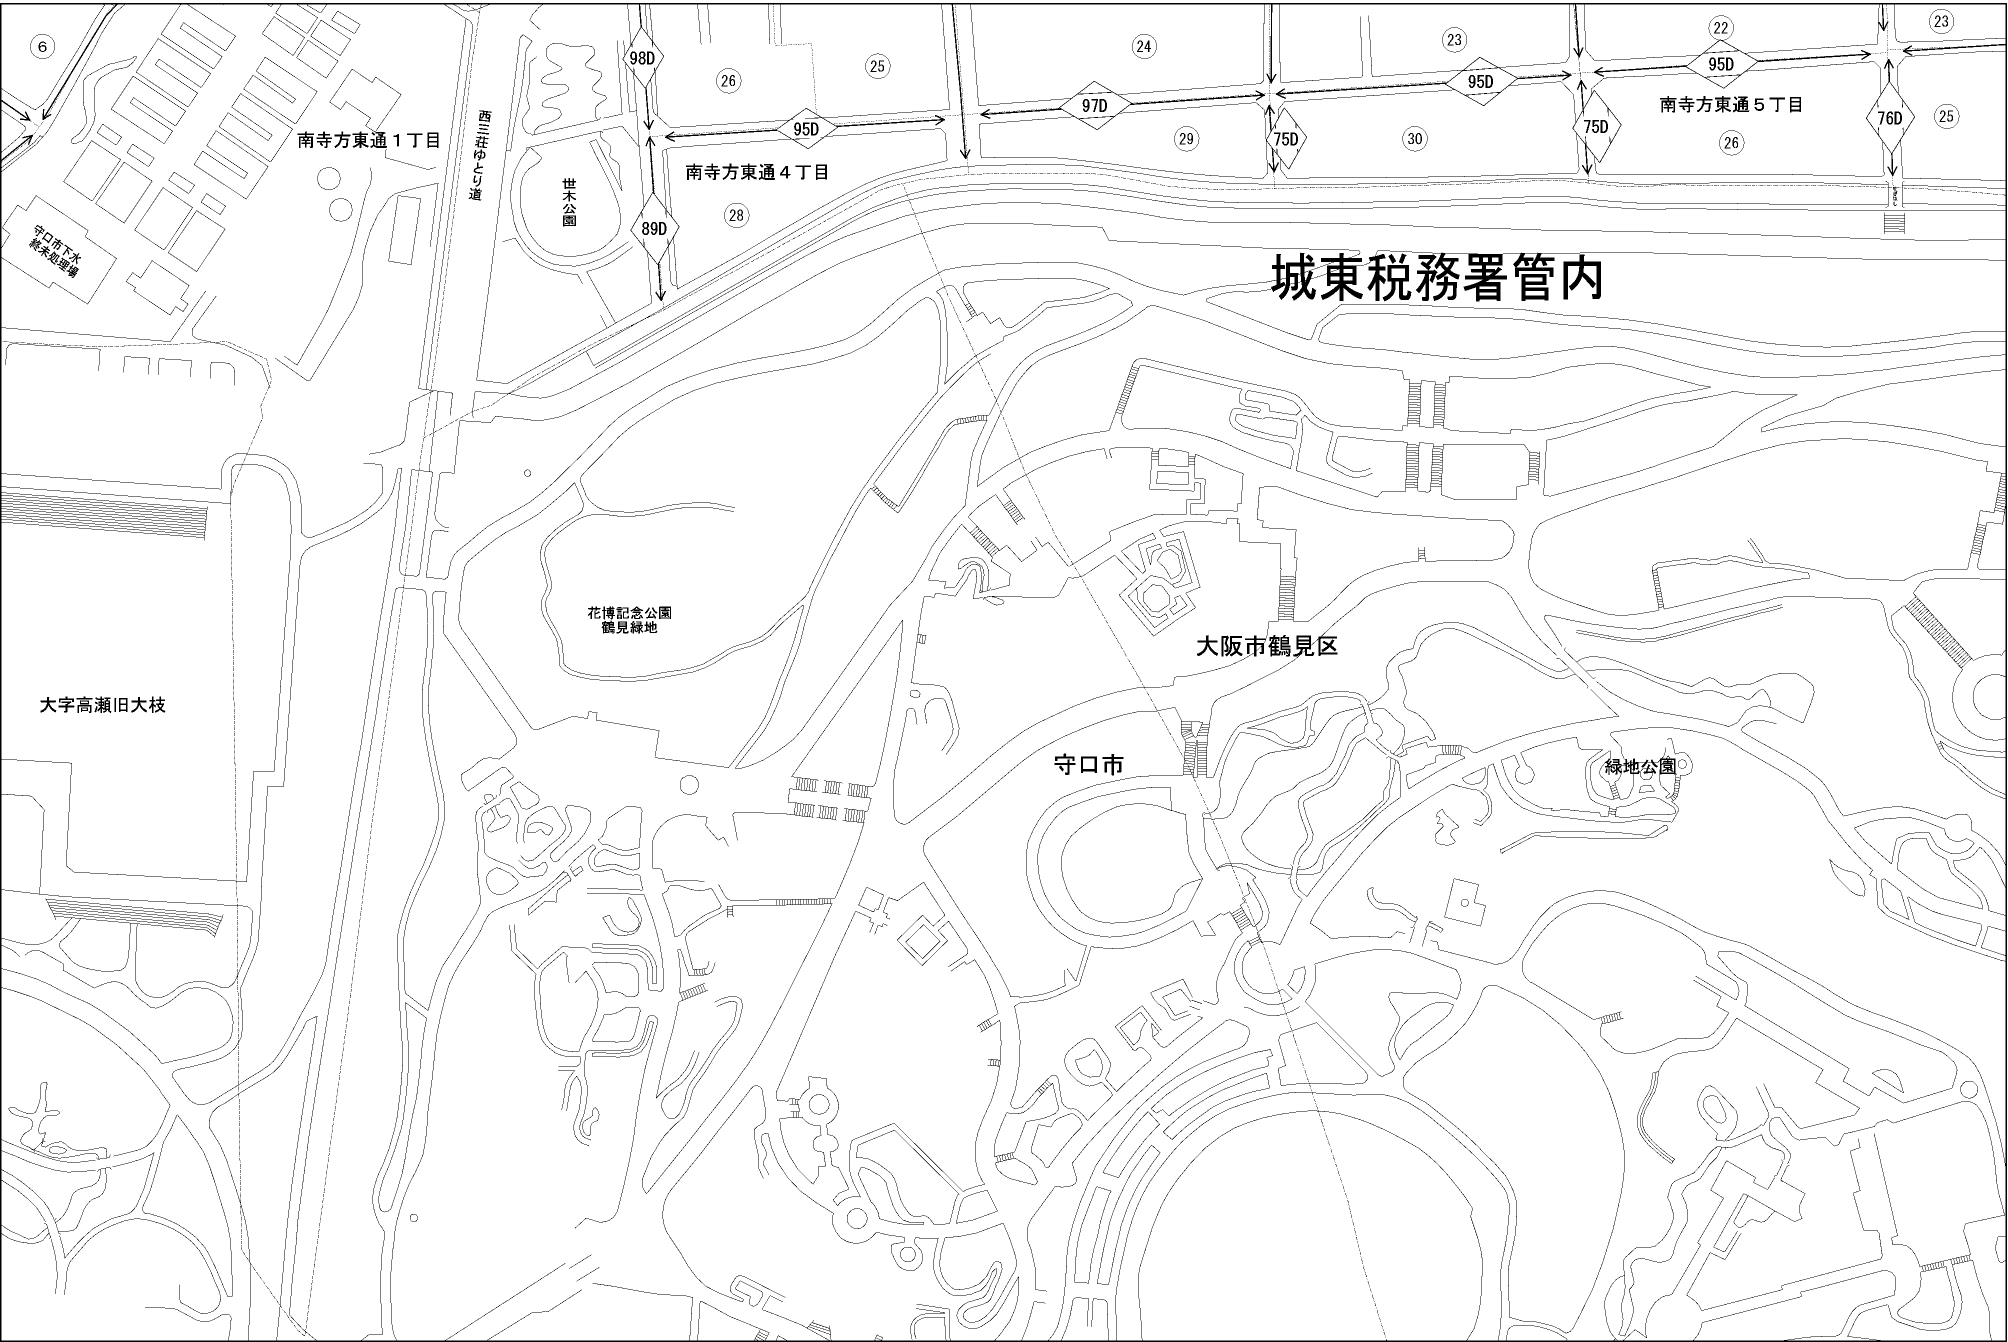 6
98D
26
25
24
23
22
23
95D
97D
95D
95D
南寺方東通1丁目
西三荘ゆとり道
世木公園
南寺方東通4丁目
29
75D
30
75D
南寺方東通5丁目
26
76D
25
28
89D
守口市下水
終末処理場
城東税務署管内
花博記念公園
鶴見緑地
大阪市鶴見区
大字高瀬旧大枝
守口市
緑地公園